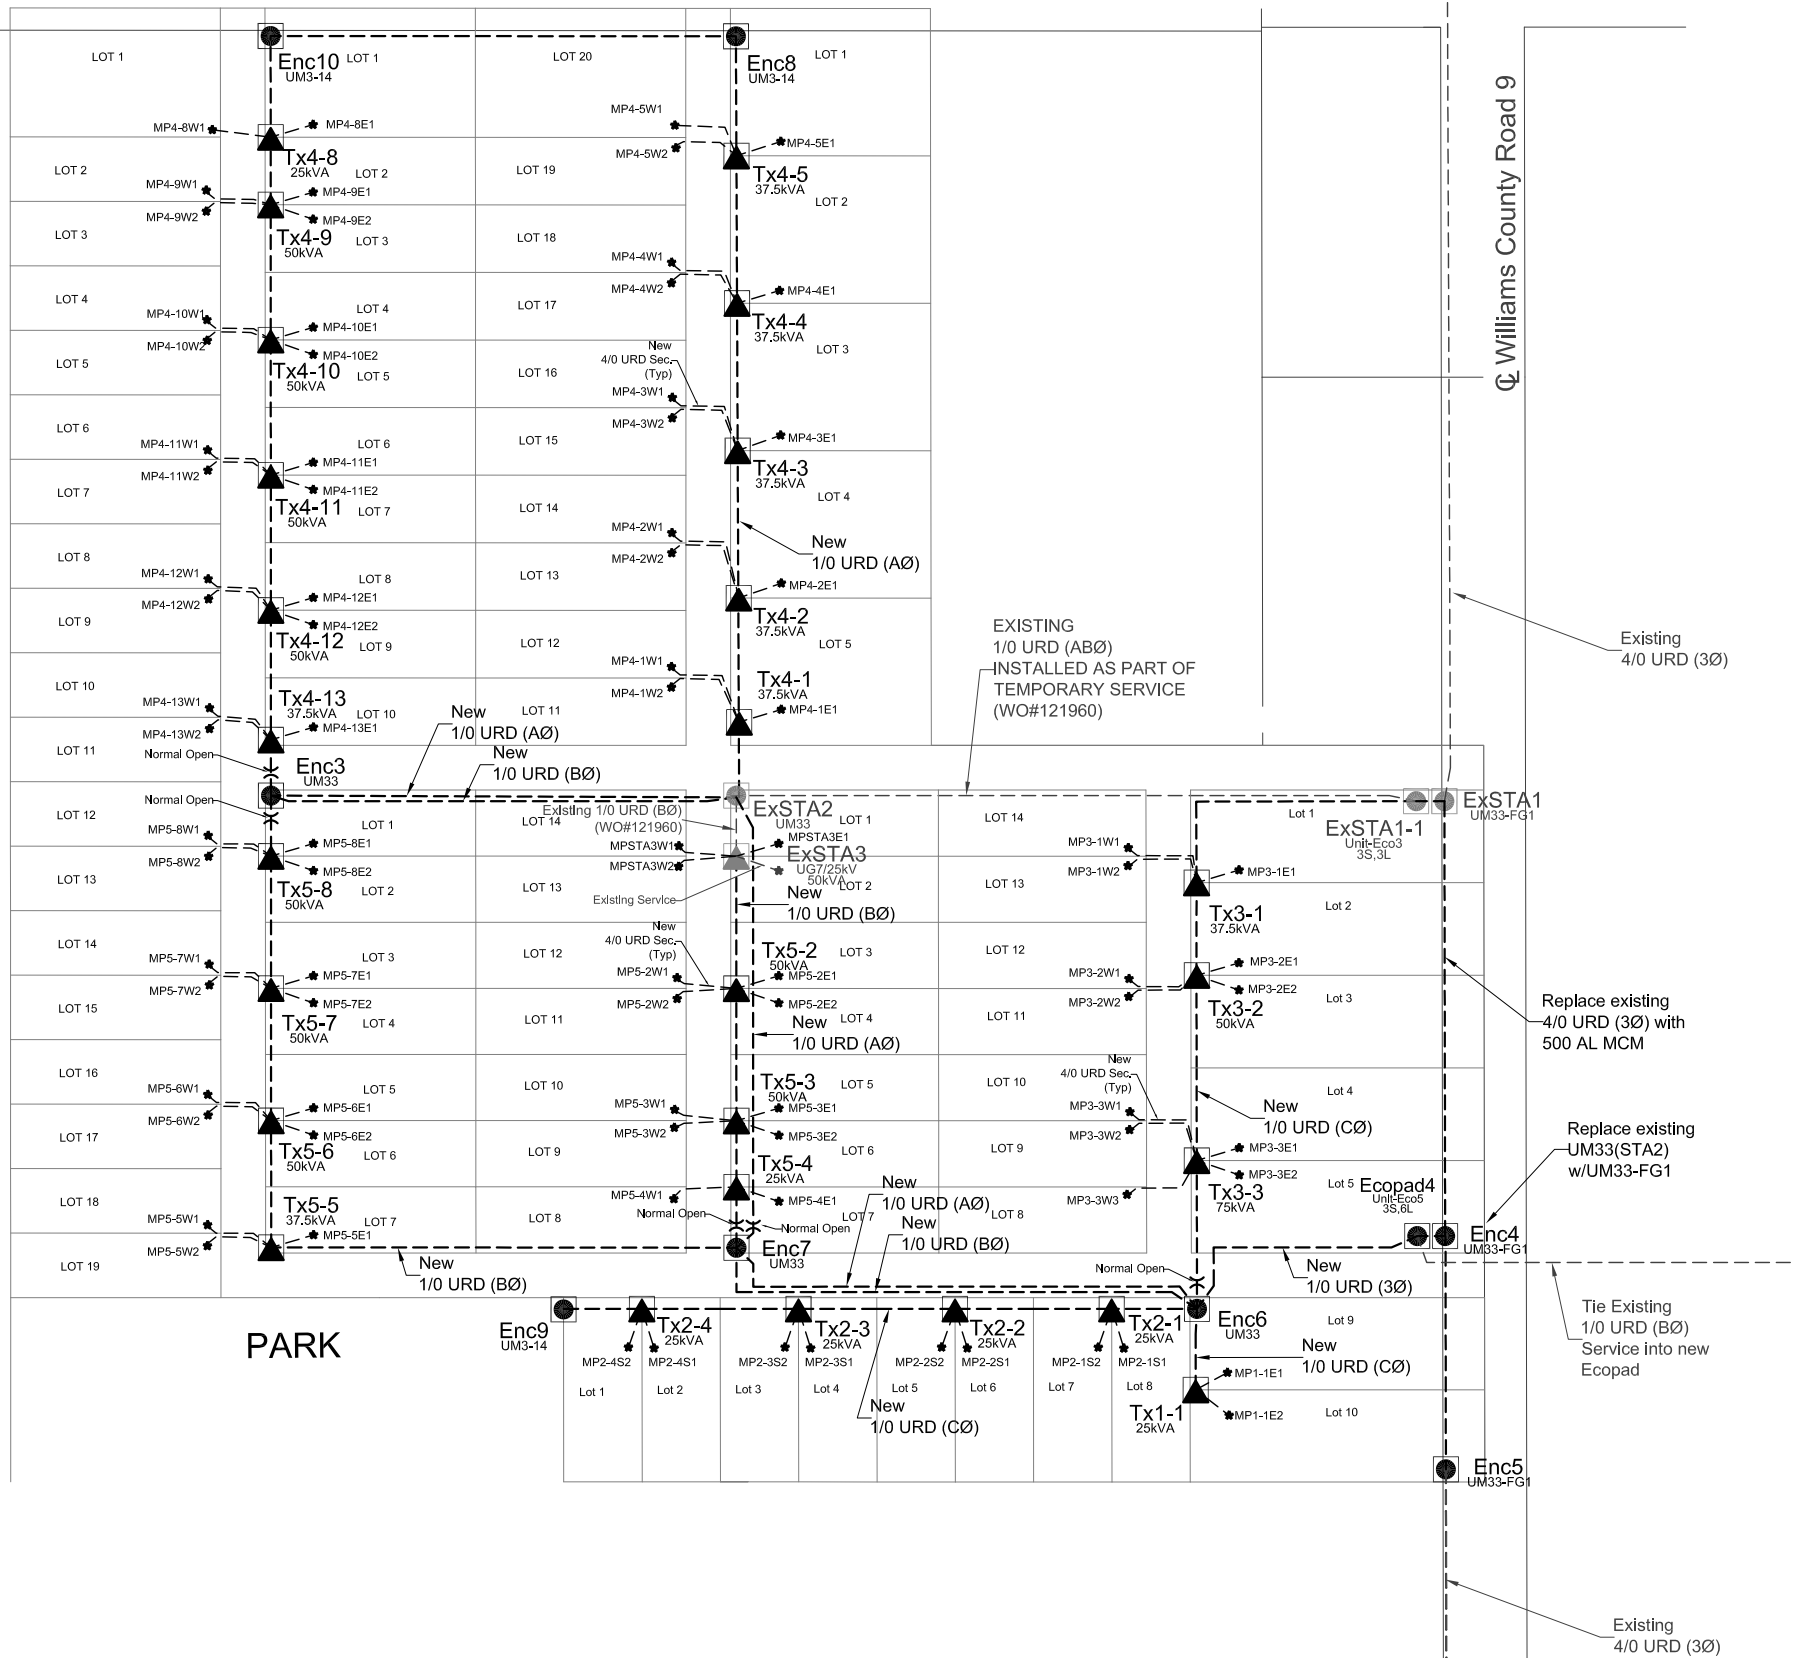 LOT 1
Enc10
UM3-14
LOT 1
LOT 20
Enc8
UM3-14
LOT 1
MP4-8W1
MP4-8E1
Tx4-8
25kVA
LOT 2
LOT 2
MP4-5W1
MP4-5W2
MP4-5E1
Tx4-5
37.5kVA
LOT 19
LOT 2
MP4-9W1
MP4-9W2
MP4-9E1
MP4-9E2
Tx4-9
50kVA
LOT 3
LOT 3
LOT 18
MP4-4W1
MP4-4W2
MP4-4E1
Tx4-4
37.5kVA
LOT 4
LOT 4
LOT 17
LOT 3
MP4-10W1
MP4-10W2
MP4-10E1
MP4-10E2
Tx4-10
50kVA
LOT 5
LOT 5
LOT 16
New
4/0 URD Sec.
(Typ)
MP4-3W1
MP4-3W2
MP4-3E1
Tx4-3
37.5kVA
LOT 6
LOT 6
LOT 15
LOT 4
MP4-11W1
MP4-11W2
MP4-11E1
MP4-11E2
Tx4-11
50kVA
LOT 7
LOT 7
LOT 14
MP4-2W1
MP4-2W2
New
1/0 URD (AØ)
MP4-2E1
Tx4-2
37.5kVA
LOT 8
LOT 8
LOT 13
LOT 5
MP4-12W1
MP4-12W2
MP4-12E1
MP4-12E2
Tx4-12
50kVA
LOT 9
LOT 9
LOT 12
MP4-1W1
MP4-1W2
Tx4-1
37.5kVA
MP4-1E1
LOT 10
LOT 10
LOT 11
MP4-13W1
MP4-13W2
Tx4-13
37.5kVA
MP4-13E1
New
1/0 URD (AØ)
New
1/0 URD (BØ)
LOT 11
Normal Open
Enc3
UM33
Normal Open
℄ Williams County Road 9
Existing
4/0 URD (3Ø)
EXISTING
1/0 URD (ABØ)
INSTALLED AS PART OF
TEMPORARY SERVICE
(WO#121960)
LOT 12
LOT 1
LOT 14
Existing 1/0 URD (BØ)
(WO#121960)
ExSTA2
UM33
LOT 1
LOT 14
Lot 1
ExSTA1
UM33-FG1
ExSTA1-1
Unit-Eco3
3S,3L
MP5-8W1
MP5-8W2
MP5-8E1
MP5-8E2
Tx5-8
50kVA
LOT 13
LOT 2
LOT 13
MPSTA3W1
MPSTA3W2
MPSTA3E1
ExSTA3
UG7/25kV
50kVA
LOT 2
Existing Service
New
1/0 URD (BØ)
LOT 13
MP3-1W1
MP3-1W2
MP3-1E1
Tx3-1
37.5kVA
Lot 2
LOT 14
LOT 3
LOT 12
New
4/0 URD Sec.
(Typ)
Tx5-2
50kVA
LOT 3
LOT 12
MP5-7W1
MP5-7W2
MP5-7E1
MP5-7E2
Tx5-7
50kVA
LOT 15
LOT 4
LOT 11
MP5-2W1
MP5-2W2
MP5-2E1
MP5-2E2
LOT 4
LOT 11
New
1/0 URD (AØ)
MP3-2W1
MP3-2W2
MP3-2E1
MP3-2E2
Tx3-2
50kVA
Lot 3
Replace existing
4/0 URD (3Ø) with
500 AL MCM
LOT 16
LOT 5
LOT 10
Tx5-3
50kVA
LOT 5
LOT 10
New
4/0 URD Sec.
(Typ)
Lot 4
New
1/0 URD (CØ)
MP5-6W1
MP5-6W2
MP5-6E1
MP5-6E2
Tx5-6
50kVA
LOT 17
LOT 6
LOT 9
MP5-3W1
MP5-3W2
MP5-3E1
MP5-3E2
LOT 6
LOT 9
MP3-3W1
MP3-3W2
MP3-3W3
MP3-3E1
MP3-3E2
Tx3-3
75kVA
Replace existing
UM33(STA2)
w/UM33-FG1
LOT 18
Tx5-5
37.5kVA
LOT 7
LOT 8
Tx5-4
25kVA
MP5-4W1
MP5-4E1
LOT 7
LOT 8
Normal Open
Normal Open
New
1/0 URD (AØ)
New
1/0 URD (BØ)
Lot 5
Ecopad4
Unit-Eco5
3S,6L
Enc4
UM33-FG1
MP5-5W1
MP5-5W2
MP5-5E1
LOT 19
New
1/0 URD (BØ)
Enc7
UM33
Normal Open
New
1/0 URD (3Ø)
PARK
Enc9
UM3-14
Tx2-4
25kVA
Tx2-3
25kVA
Tx2-2
25kVA
Tx2-1
25kVA
Enc6
UM33
Lot 9
Tie Existing
1/0 URD (BØ)
Service into new
Ecopad
MP2-4S2
MP2-4S1
MP2-3S2
MP2-3S1
MP2-2S2
MP2-2S1
MP2-1S2
MP2-1S1
New
1/0 URD (CØ)
MP1-1E1
Lot 1
Lot 2
Lot 3
Lot 4
Lot 5
Lot 6
Lot 7
Lot 8
New
1/0 URD (CØ)
Tx1-1
25kVA
MP1-1E2
Lot 10
Enc5
UM33-FG1
Existing
4/0 URD (3Ø)